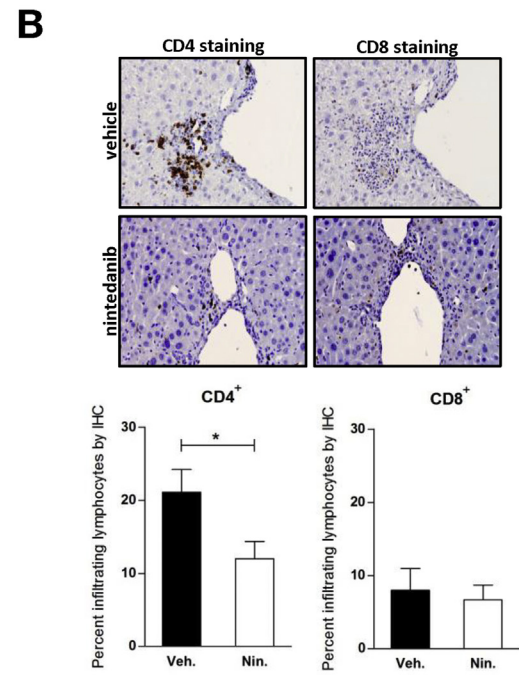 B
CD4 staining
CD8 staining
vehicle
nintedanib
CD4+
Percent infiltrating lymphocytes by IHC
30
20
10
0
*
Veh.
Nin.
CD8+
Percent infiltrating lymphocytes by IHC
30
20
10
0
Veh.
Nin.